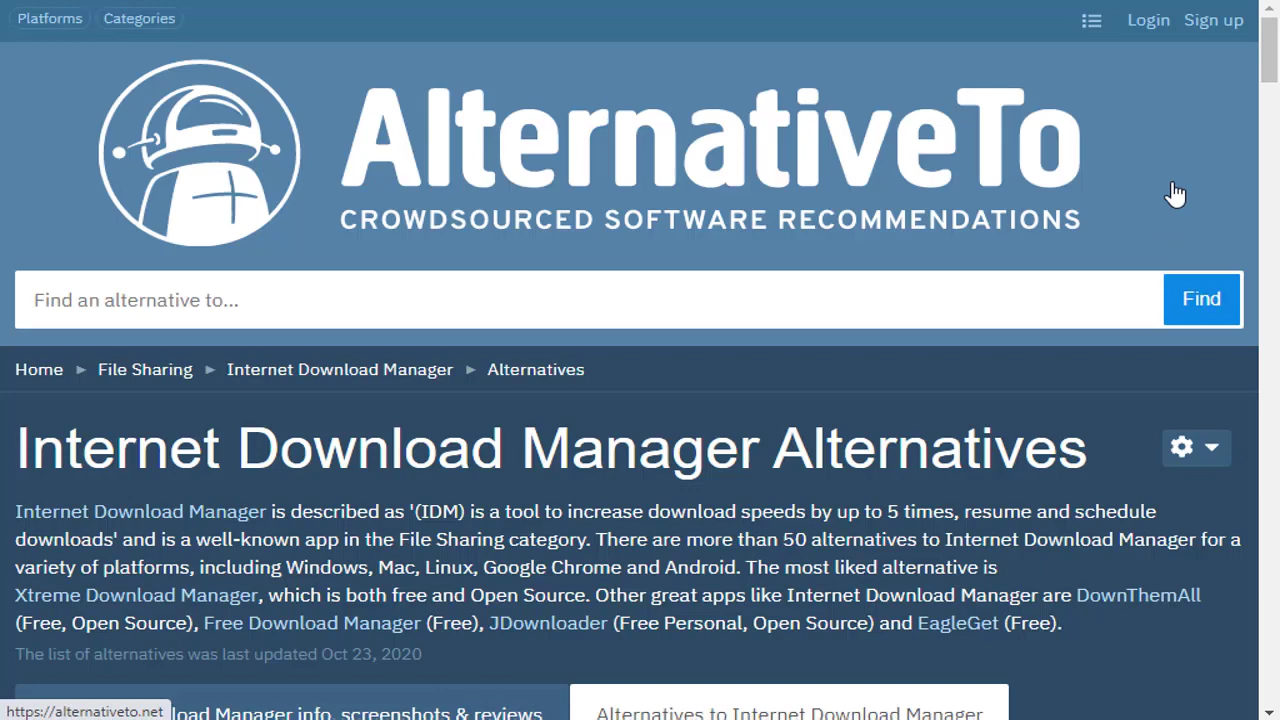 Platforms Categories Login Sign up
AlternativeTo
CROWDSOURCED SOFTWARE RECOMMENDATIONS
Find an alternative to... Find
Home ▸ File Sharing ▸ Internet Download Manager ▸ Alternatives
Internet Download Manager Alternatives
Internet Download Manager is described as '(IDM) is a tool to increase download speeds by up to 5 times, resume and schedule
downloads' and is a well-known app in the File Sharing category. There are more than 50 alternatives to Internet Download Manager for a
variety of platforms, including Windows, Mac, Linux, Google Chrome and Android. The most liked alternative is
Xtreme Download Manager, which is both free and Open Source. Other great apps like Internet Download Manager are DownThemAll
(Free, Open Source), Free Download Manager (Free), JDownloader (Free Personal, Open Source) and EagleGet (Free).
The list of alternatives was last updated Oct 23, 2020
https://alternativeto.net load Manager info, screenshots & reviews Alternatives to Internet Download Manager